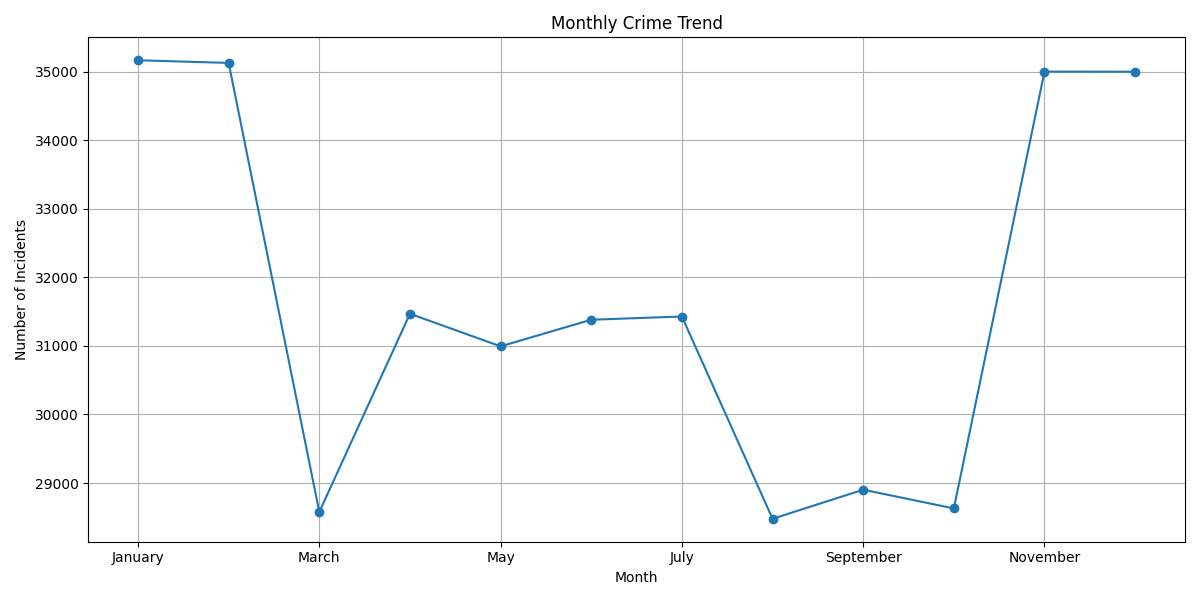 Monthly Crime Trend
Number of Incidents
35000
34000
33000
32000
31000
30000
29000
January March May July September November
Month